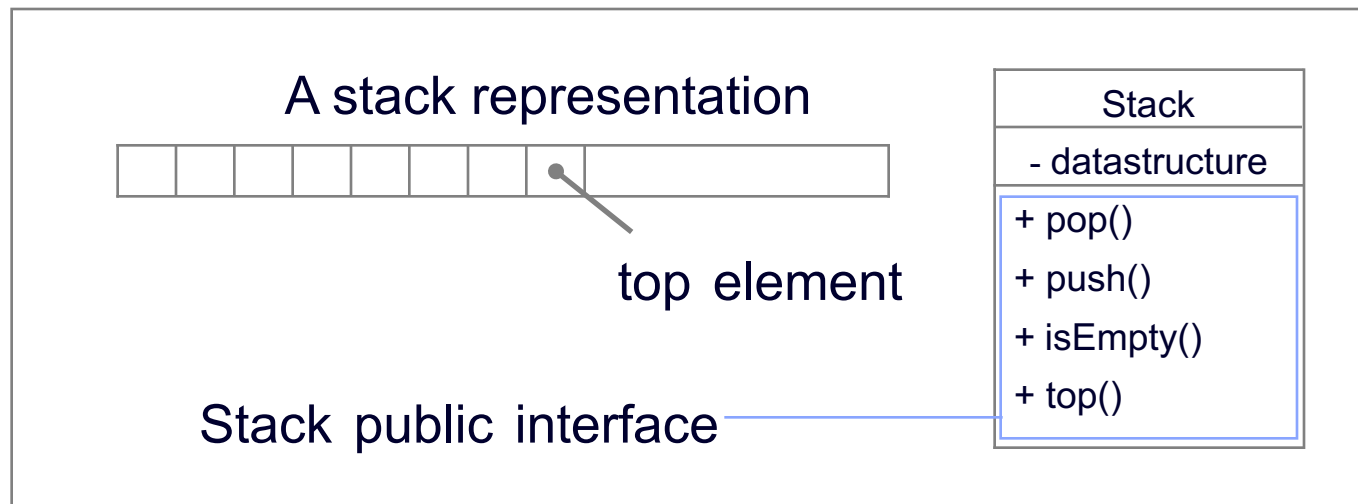 A stack representation
top element
Stack public interface
Stack
- datastructure
+ pop()
+ push()
+ isEmpty()
+ top()